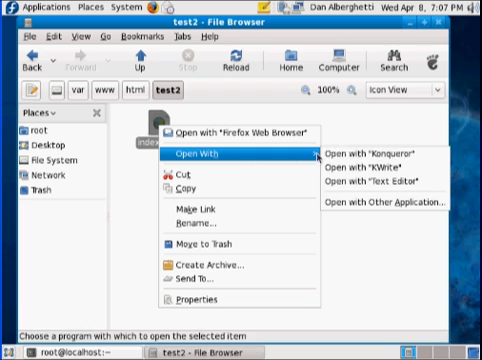 Applications Places System Dan Alberghetti Wed Apr 8, 7:07 PM
test2 - File Browser
File Edit View Go Bookmarks Tabs Help
Back Forward Up Stop Reload Home Computer Search
var www html test2 100% Icon View
Places
root
Desktop
File System
Network
Trash
index
Open with "Firefox Web Browser"
Open With
Cut
Copy
Make Link
Rename...
Move to Trash
Create Archive...
Send To...
Properties
Open with "Konqueror"
Open with "KWrite"
Open with "Text Editor"
Open with Other Application...
Choose a program with which to open the selected item
root@localhost:~ test2 - File Browser